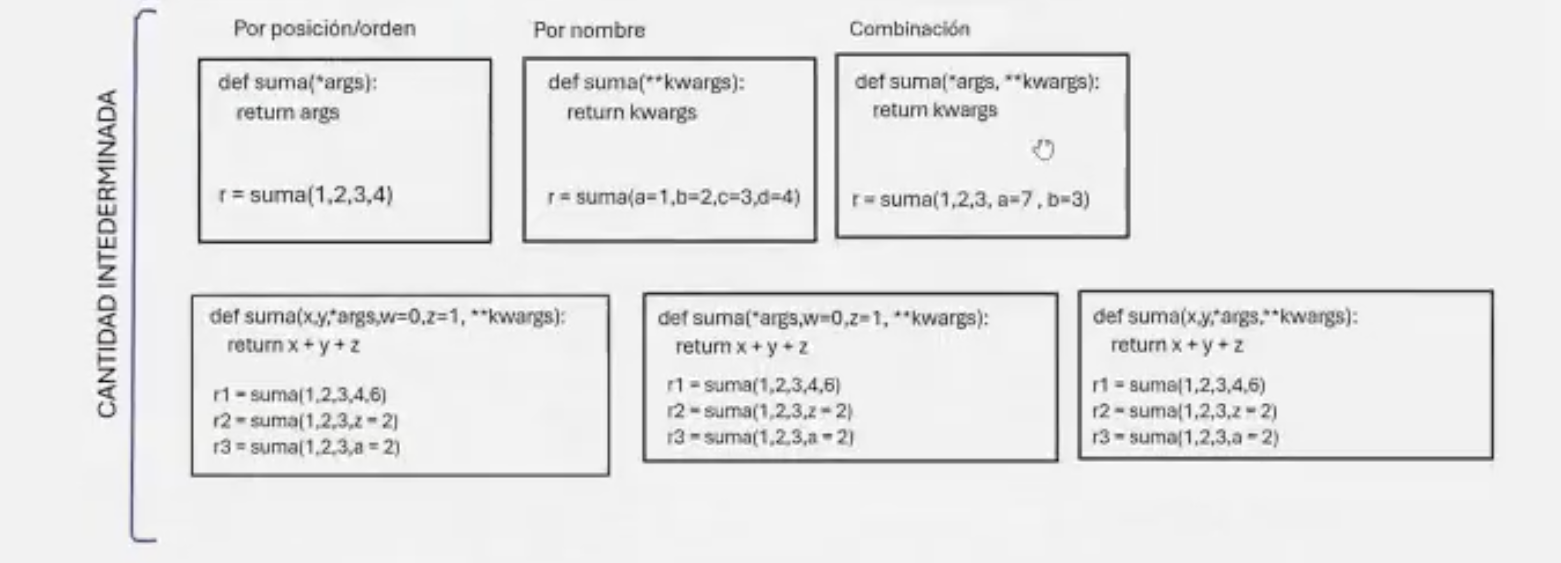 CANTIDAD INTEDERMINADA
Por posición/orden
def suma(*args):
return args
r = suma(1,2,3,4)
Por nombre
def suma(**kwargs):
return kwargs
r = suma(a=1,b=2,c=3,d=4)
Combinación
def suma(*args, **kwargs):
return kwargs
r = suma(1,2,3, a=7 , b=3)
def suma(x,y,*args,w=0,z=1, **kwargs):
return x + y + z
r1 = suma(1,2,3,4,6)
r2 = suma(1,2,3,z = 2)
r3 = suma(1,2,3,a = 2)
def suma(*args,w=0,z=1, **kwargs):
return x + y + z
r1 = suma(1,2,3,4,6)
r2 = suma(1,2,3,z = 2)
r3 = suma(1,2,3,a = 2)
def suma(x,y,*args,**kwargs):
return x + y + z
r1 = suma(1,2,3,4,6)
r2 = suma(1,2,3,z = 2)
r3 = suma(1,2,3,a = 2)